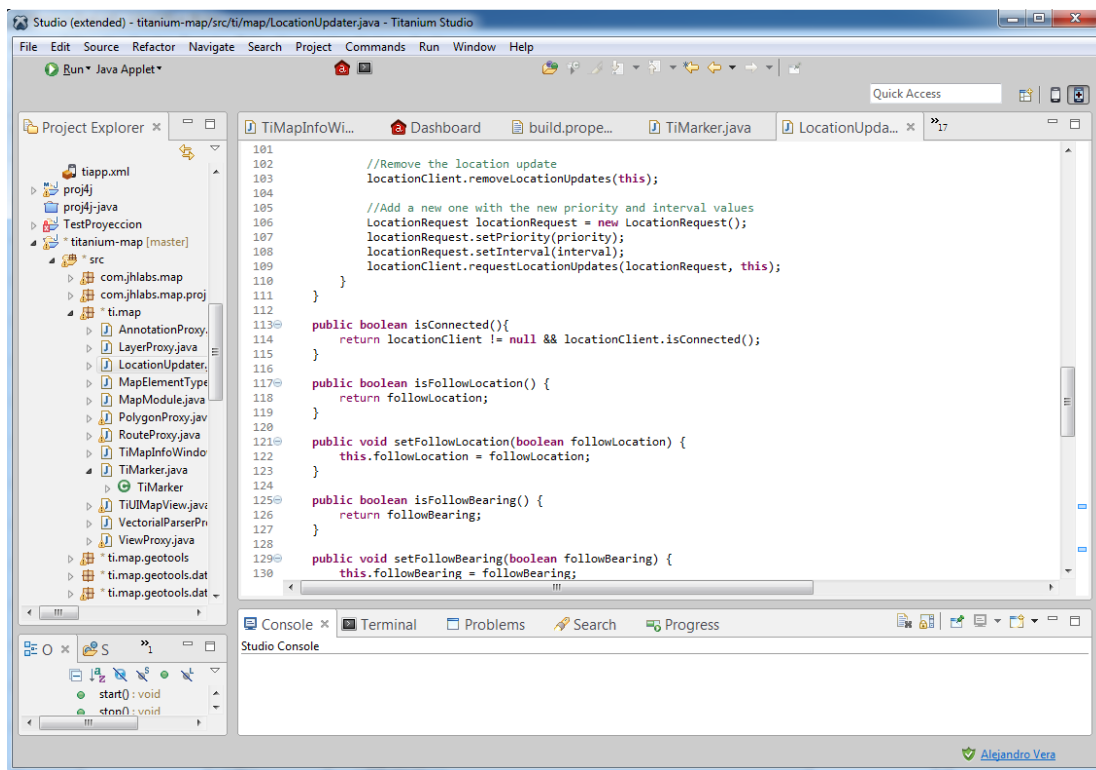 Studio (extended) - titanium-map/src/ti/map/LocationUpdater.java - Titanium Studio
File Edit Source Refactor Navigate Search Project Commands Run Window Help
Run Java Applet
Quick Access
Project Explorer
tiapp.xml
proj4j
proj4j-java
TestProyeccion
* titanium-map [master]
* src
com.jhlabs.map
com.jhlabs.map.proj
* ti.map
AnnotationProxy.
LayerProxy.java
LocationUpdater.
MapElementType
MapModule.java
PolygonProxy.jav
RouteProxy.java
TiMapInfoWindo
TiMarker.java
TiMarker
TiUIMapView.java
VectorialParserPr
ViewProxy.java
* ti.map.geotools
* ti.map.geotools.dat
* ti.map.geotools.dat
O S »1
start() : void
stop() : void
TiMapInfoWi... Dashboard build.prope... TiMarker.java LocationUpda... »17
101
102 //Remove the location update
103 locationClient.removeLocationUpdates(this);
104
105 //Add a new one with the new priority and interval values
106 LocationRequest locationRequest = new LocationRequest();
107 locationRequest.setPriority(priority);
108 locationRequest.setInterval(interval);
109 locationClient.requestLocationUpdates(locationRequest, this);
110 }
111 }
112
113 public boolean isConnected(){
114 return locationClient != null && locationClient.isConnected();
115 }
116
117 public boolean isFollowLocation() {
118 return followLocation;
119 }
120
121 public void setFollowLocation(boolean followLocation) {
122 this.followLocation = followLocation;
123 }
124
125 public boolean isFollowBearing() {
126 return followBearing;
127 }
128
129 public void setFollowBearing(boolean followBearing) {
130 this.followBearing = followBearing;
Console Terminal Problems Search Progress
Studio Console
Alejandro Vera